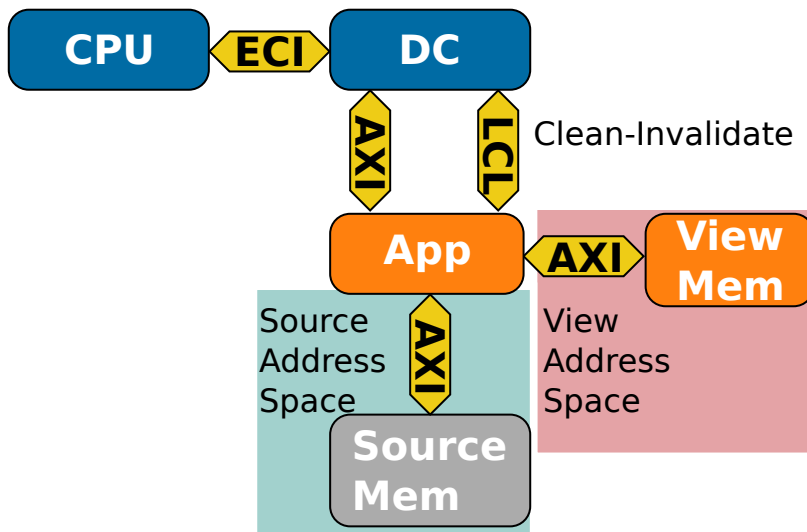 CPU
ECI
DC
AXI
LCL
Clean-Invalidate
App
AXI
View
Mem
Source
Address
Space
AXI
View
Address
Space
Source
Mem